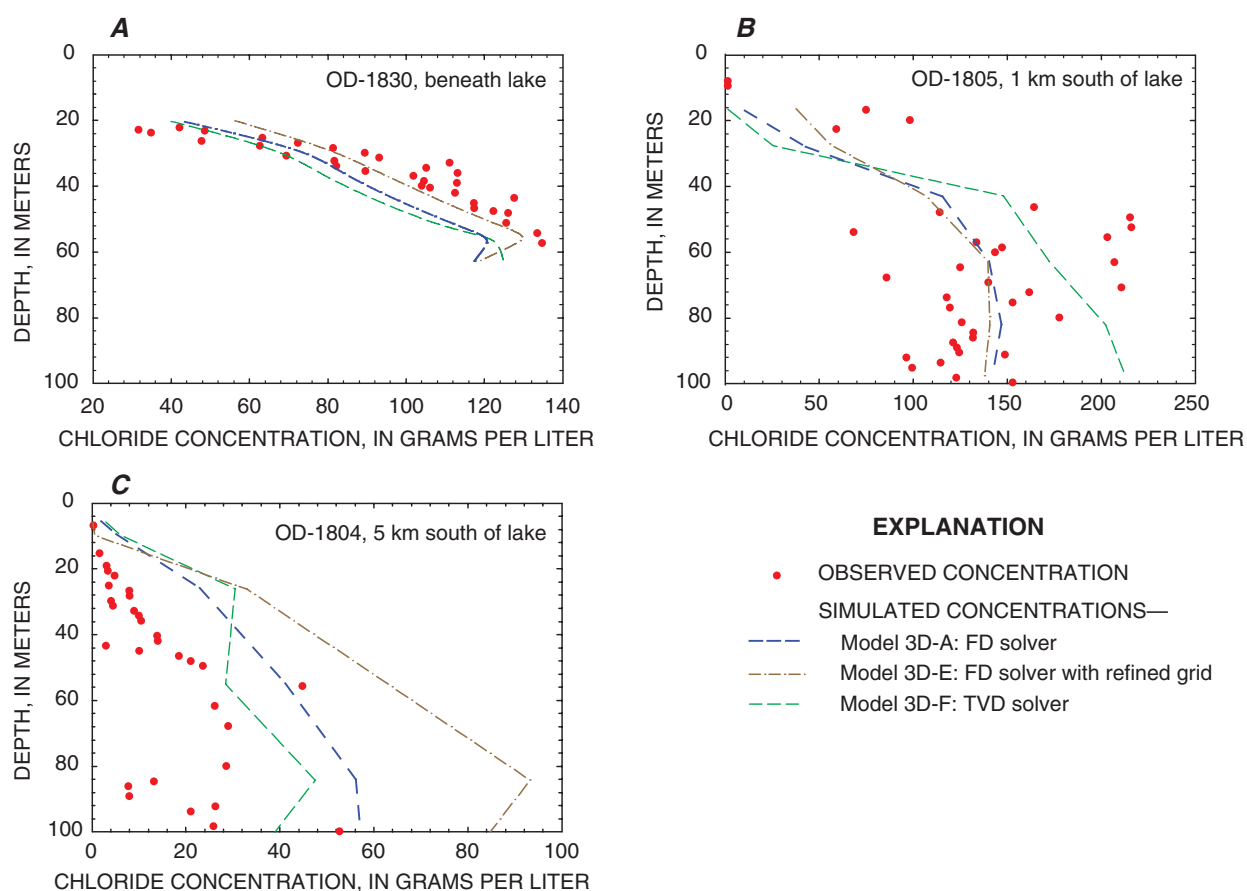 A
OD-1830, beneath lake
0
20
40
60
80
100
DEPTH, IN METERS
20 40 60 80 100 120 140
CHLORIDE CONCENTRATION, IN GRAMS PER LITER
B
OD-1805, 1 km south of lake
0
20
40
60
80
100
DEPTH, IN METERS
0 50 100 150 200 250
CHLORIDE CONCENTRATION, IN GRAMS PER LITER
C
OD-1804, 5 km south of lake
0
20
40
60
80
100
DEPTH, IN METERS
0 20 40 60 80 100
CHLORIDE CONCENTRATION, IN GRAMS PER LITER
EXPLANATION
OBSERVED CONCENTRATION
SIMULATED CONCENTRATIONS—
Model 3D-A: FD solver
Model 3D-E: FD solver with refined grid
Model 3D-F: TVD solver